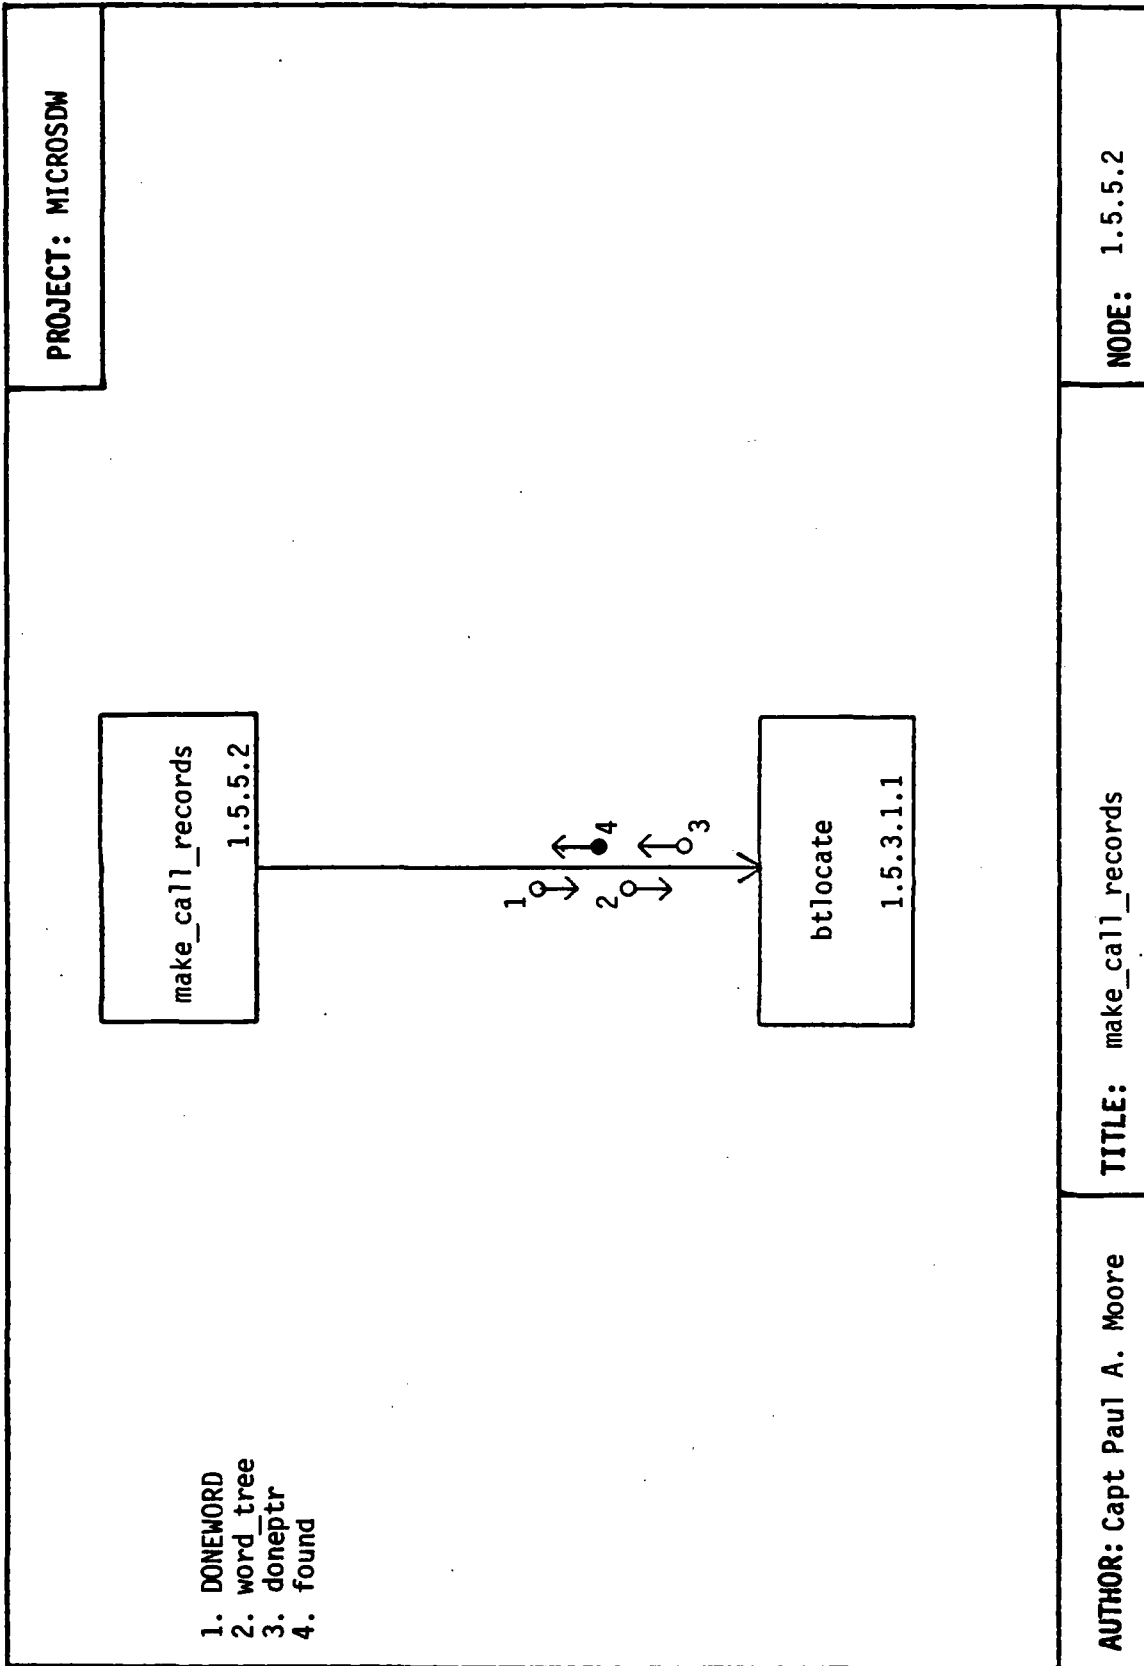 PROJECT: MICROSDW
make_call_records
1.5.5.2
1
2
4
3
btlocate
1.5.3.1.1
1. DONEWORD
2. word_tree
3. doneptr
4. found
AUTHOR: Capt Paul A. Moore
TITLE: make_call_records
NODE: 1.5.5.2